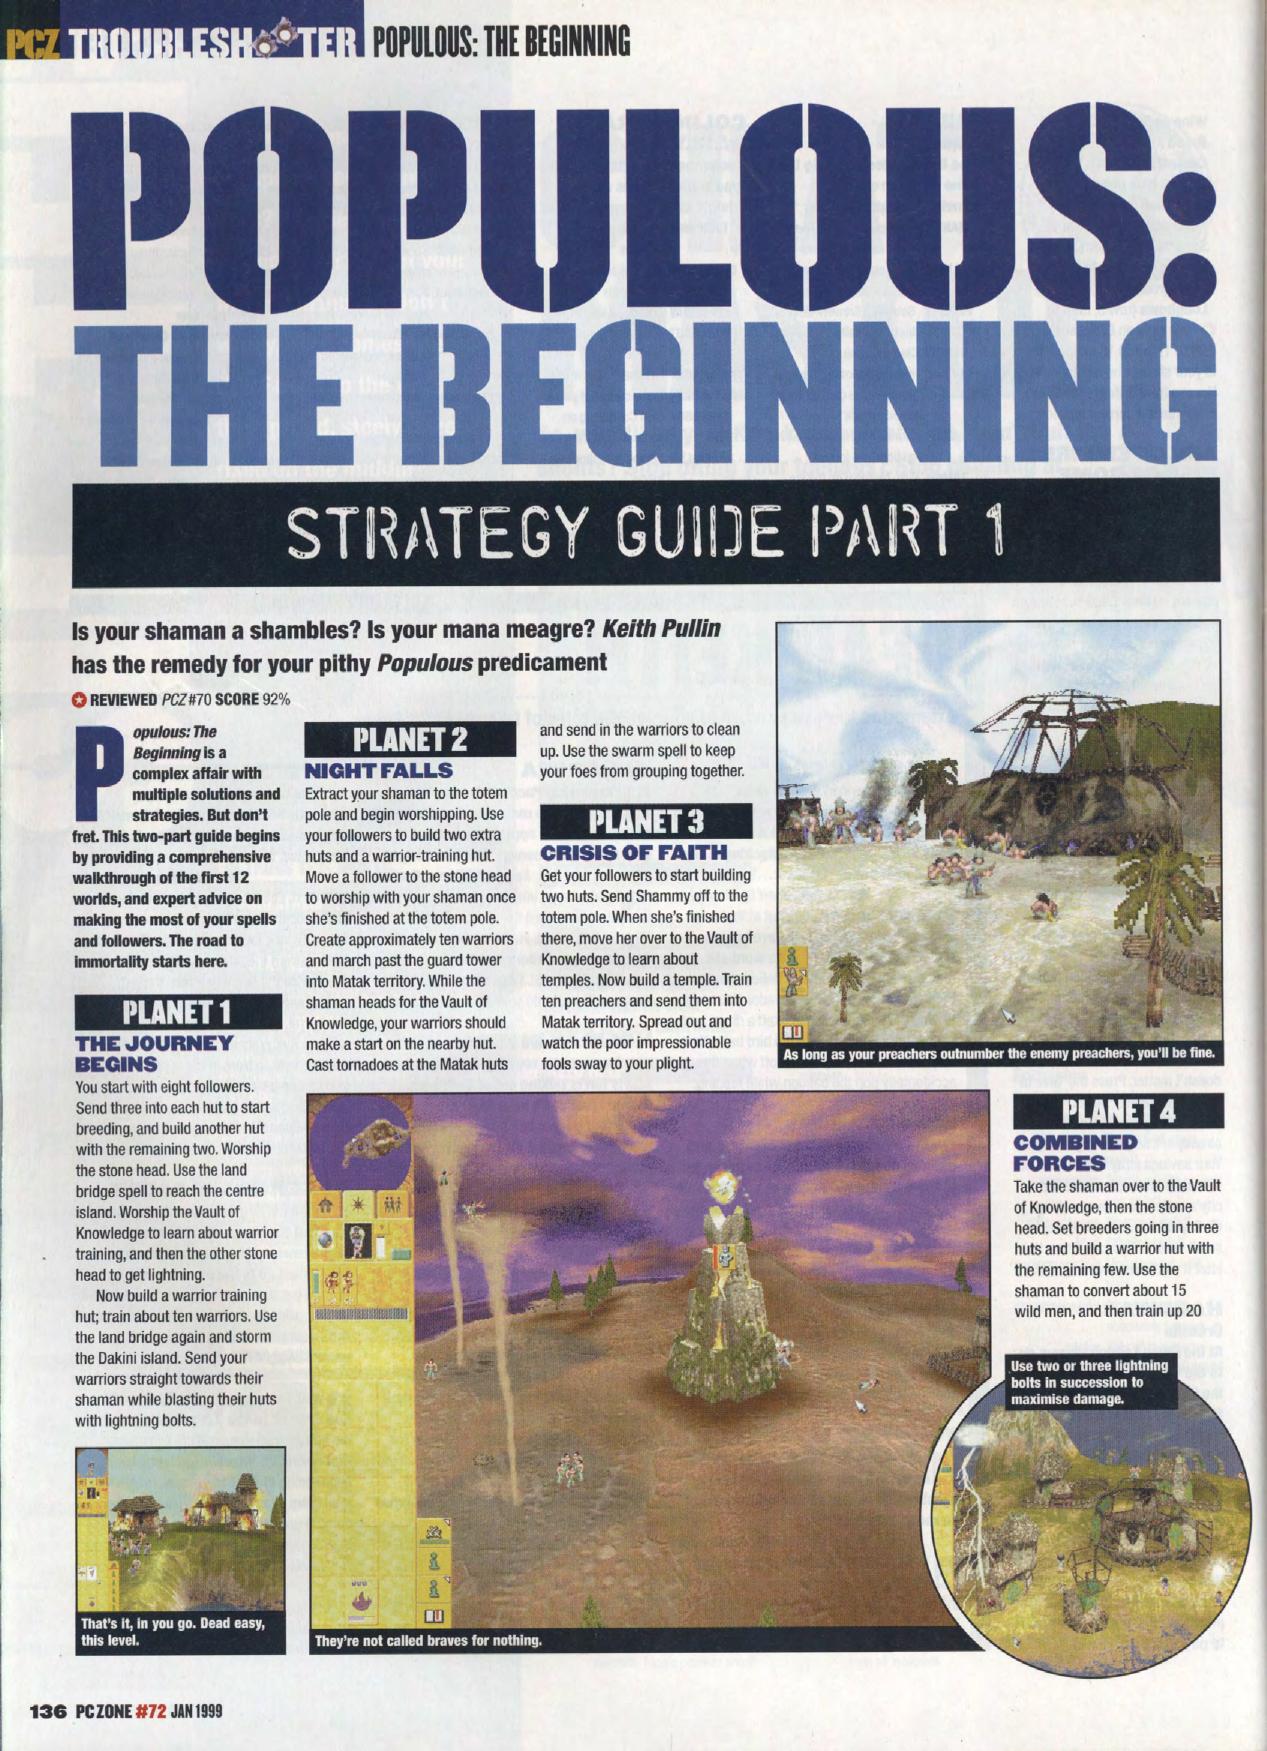 PCZ TROUBLESHOOTER POPULOUS: THE BEGINNING
POPULOUS:
THE BEGINNING
STRATEGY GUIDE PART 1
Is your shaman a shambles? Is your mana meagre? Keith Pullin
has the remedy for your pithy Populous predicament
REVIEWED PCZ #70 SCORE 92%
Populous: The
Beginning is a
complex affair with
multiple solutions and
strategies. But don't
fret. This two-part guide begins
by providing a comprehensive
walkthrough of the first 12
worlds, and expert advice on
making the most of your spells
and followers. The road to
immortality starts here.
PLANET 1
THE JOURNEY
BEGINS
You start with eight followers.
Send three into each hut to start
breeding, and build another hut
with the remaining two. Worship
the stone head. Use the land
bridge spell to reach the centre
island. Worship the Vault of
Knowledge to learn about warrior
training, and then the other stone
head to get lightning.
Now build a warrior training
hut; train about ten warriors. Use
the land bridge again and storm
the Dakini island. Send your
warriors straight towards their
shaman while blasting their huts
with lightning bolts.
That's it, in you go. Dead easy,
this level.
PLANET 2
NIGHT FALLS
Extract your shaman to the totem
pole and begin worshipping. Use
your followers to build two extra
huts and a warrior-training hut.
Move a follower to the stone head
to worship with your shaman once
she's finished at the totem pole.
Create approximately ten warriors
and march past the guard tower
into Matak territory. While the
shaman heads for the Vault of
Knowledge, your warriors should
make a start on the nearby hut.
Cast tornadoes at the Matak huts
and send in the warriors to clean
up. Use the swarm spell to keep
your foes from grouping together.
PLANET 3
CRISIS OF FAITH
Get your followers to start building
two huts. Send Shammy off to the
totem pole. When she's finished
there, move her over to the Vault of
Knowledge to learn about
temples. Now build a temple. Train
ten preachers and send them into
Matak territory. Spread out and
watch the poor impressionable
fools sway to your plight.
As long as your preachers outnumber the enemy preachers, you'll be fine.
They're not called braves for nothing.
PLANET 4
COMBINED
FORCES
Take the shaman over to the Vault
of Knowledge, then the stone
head. Set breeders going in three
huts and build a warrior hut with
the remaining few. Use the
shaman to convert about 15
wild men, and then train up 20
Use two or three lightning
bolts in succession to
maximise damage.
136 PC ZONE #72 JAN 1999